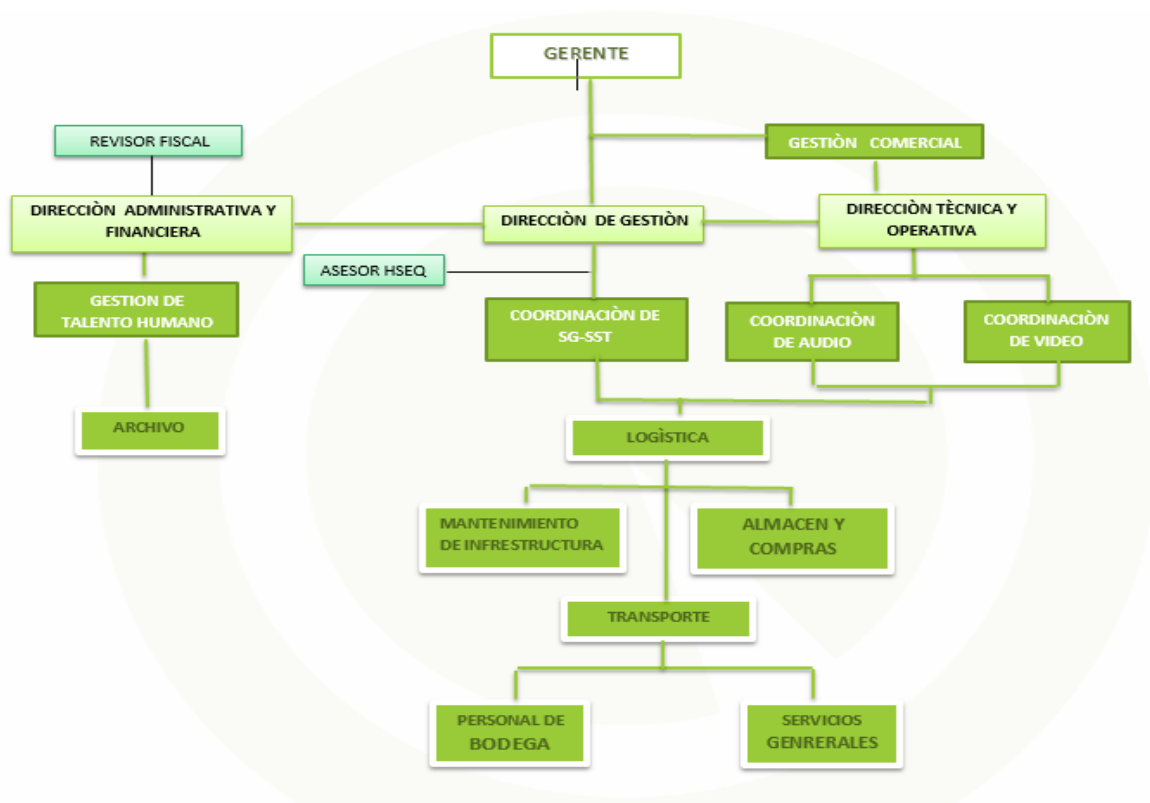 GERENTE
REVISOR FISCAL
GESTIÒN COMERCIAL
DIRECCIÒN ADMINISTRATIVA Y
FINANCIERA
DIRECCIÒN DE GESTIÒN
DIRECCIÒN TÈCNICA Y
OPERATIVA
ASESOR HSEQ
GESTION DE
TALENTO HUMANO
COORDINACIÒN DE
SG-SST
COORDINACIÒN
DE AUDIO
COORDINACIÒN
DE VIDEO
ARCHIVO
LOGÌSTICA
MANTENIMIENTO
DE INFRESTRUCTURA
ALMACEN Y
COMPRAS
TRANSPORTE
PERSONAL DE
BODEGA
SERVICIOS
GENRERALES